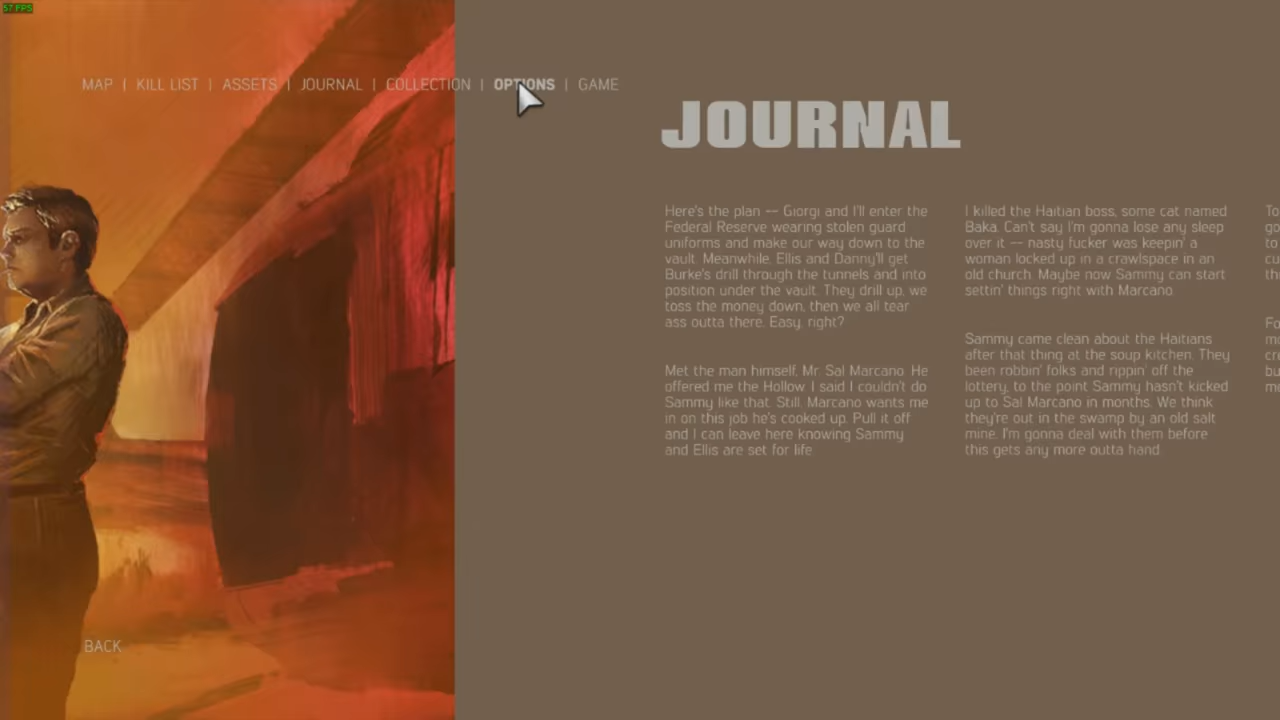 57 FPS
MAP | KILL LIST | ASSETS | JOURNAL | COLLECTION | OPTIONS | GAME
JOURNAL
Here's the plan -- Giorgi and I'll enter the
Federal Reserve wearing stolen guard
uniforms and make our way down to the
vault. Meanwhile, Ellis and Danny'll get
Burke's drill through the tunnels and into
position under the vault. They drill up, we
toss the money down, then we all tear
ass outta there. Easy, right?
Met the man himself, Mr. Sal Marcano. He
offered me the Hollow. I said I couldn't do
Sammy like that. Still, Marcano wants me
in on this job he's cooked up. Pull it off
and I can leave here knowing Sammy
and Ellis are set for life.
I killed the Haitian boss, some cat named
Baka. Can't say I'm gonna lose any sleep
over it -- nasty fucker was keepin' a
woman locked up in a crawlspace in an
old church. Maybe now Sammy can start
settin' things right with Marcano.
Sammy came clean about the Haitians
after that thing at the soup kitchen. They
been robbin' folks and rippin' off the
lottery, to the point Sammy hasn't kicked
up to Sal Marcano in months. We think
they're out in the swamp by an old salt
mine. I'm gonna deal with them before
this gets any more outta hand.
BACK